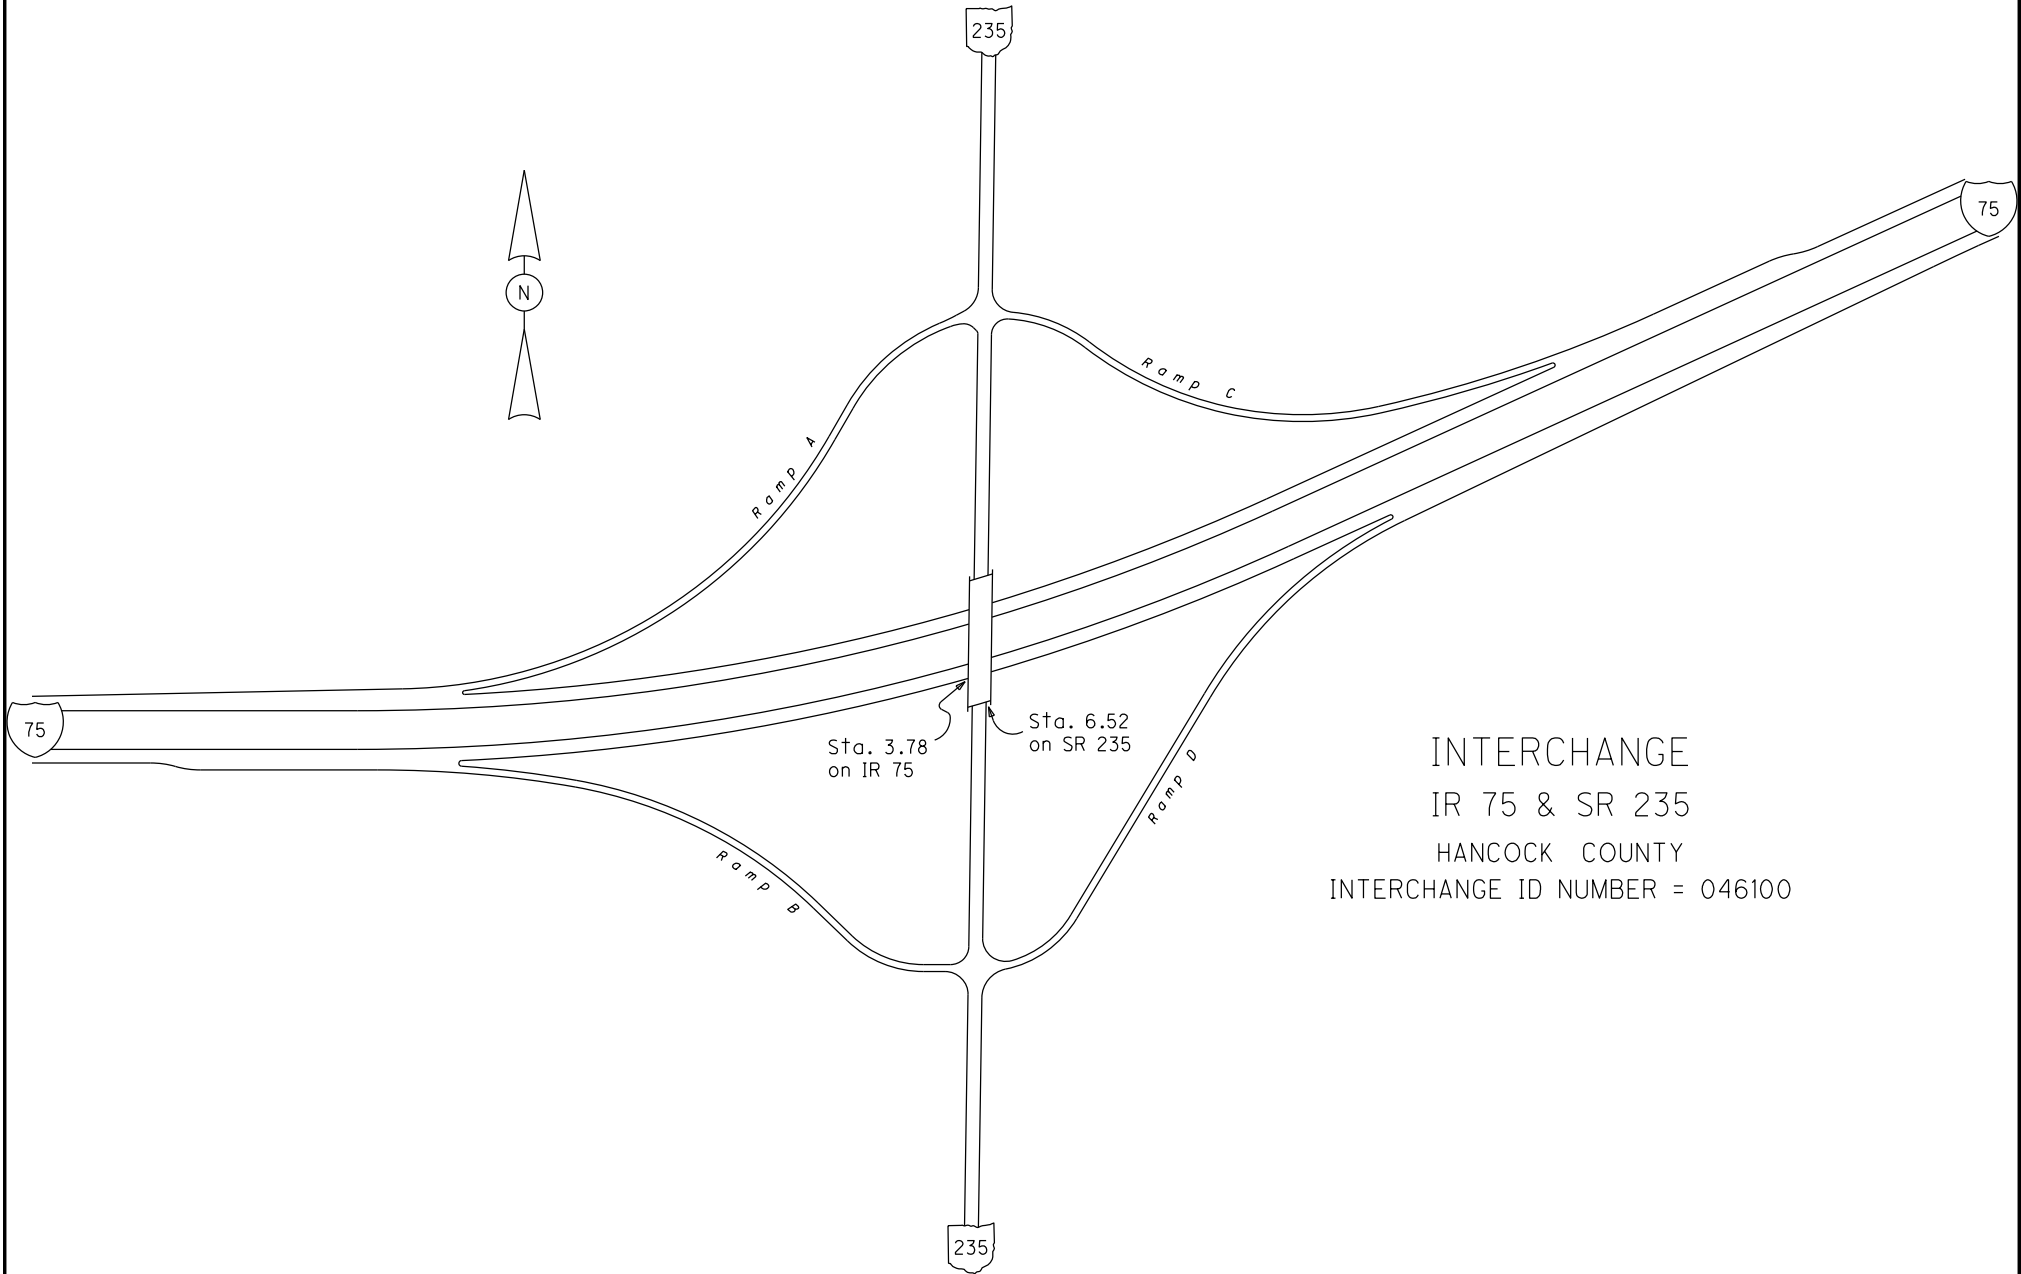 235
75
N
Ramp C
Ramp A
75
Sta. 3.78
on IR 75
Sta. 6.52
on SR 235
Ramp D
Ramp B
INTERCHANGE
IR 75 & SR 235
HANCOCK COUNTY
INTERCHANGE ID NUMBER = 046100
235